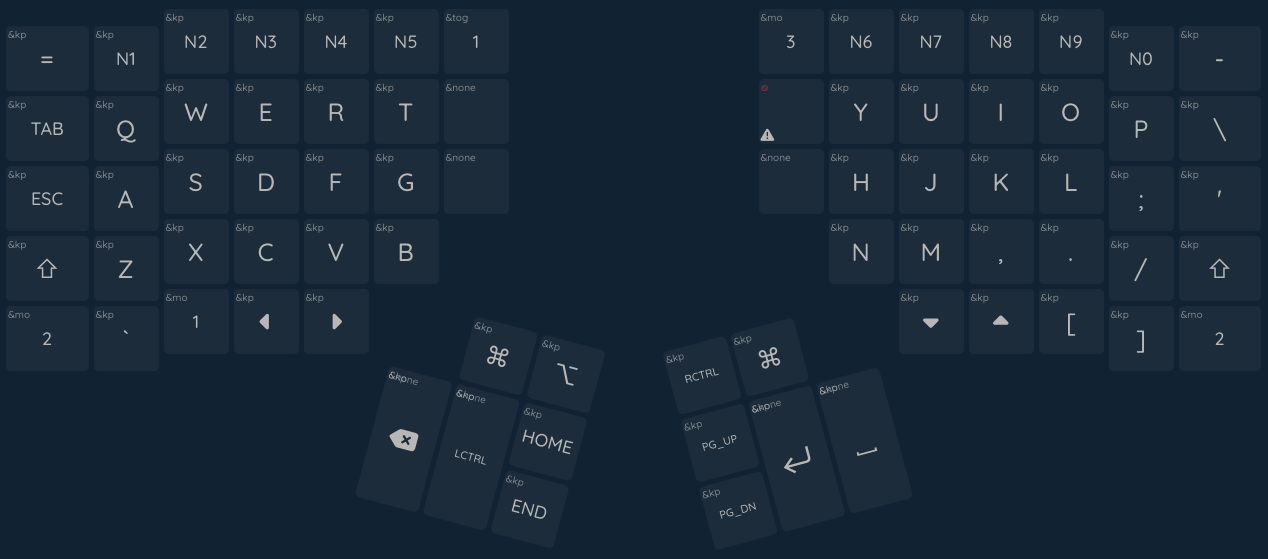 &kp &kp &kp &kp &tog &mo &kp &kp &kp &kp
N2 N3 N4 N5 1 3 N6 N7 N8 N9
&kp &kp &kp &kp
= N1 N0 -
&kp &kp &kp &kp &none &kp &kp &kp &kp
W E R T Y U I O
&kp &kp &kp &kp
TAB Q P \
&kp &kp &kp &kp &none &none &kp &kp &kp &kp
S D F G H J K L
&kp &kp &kp &kp
ESC A ; '
&kp &kp &kp &kp &kp &kp &kp &kp
X C V B N M , .
&kp &kp &kp &kp
Z /
&mo &kp &kp &kp &kp &kp
1 [
&mo &kp &kp &mo
2 ` ] 2
&kp &kp &kp &kp
RCTRL
&kp &kp
HOME PG_UP
LCTRL
&kp &kp
END PG_DN